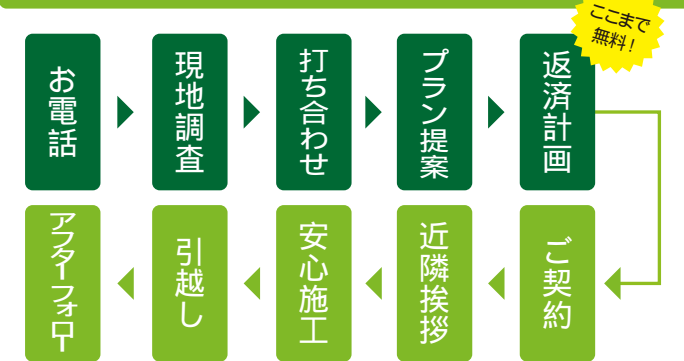 ここまで
無料！
お電話
現地調査
打ち合わせ
プラン提案
返済計画
ご契約
近隣挨拶
安心施工
引越し
アフターフォロー